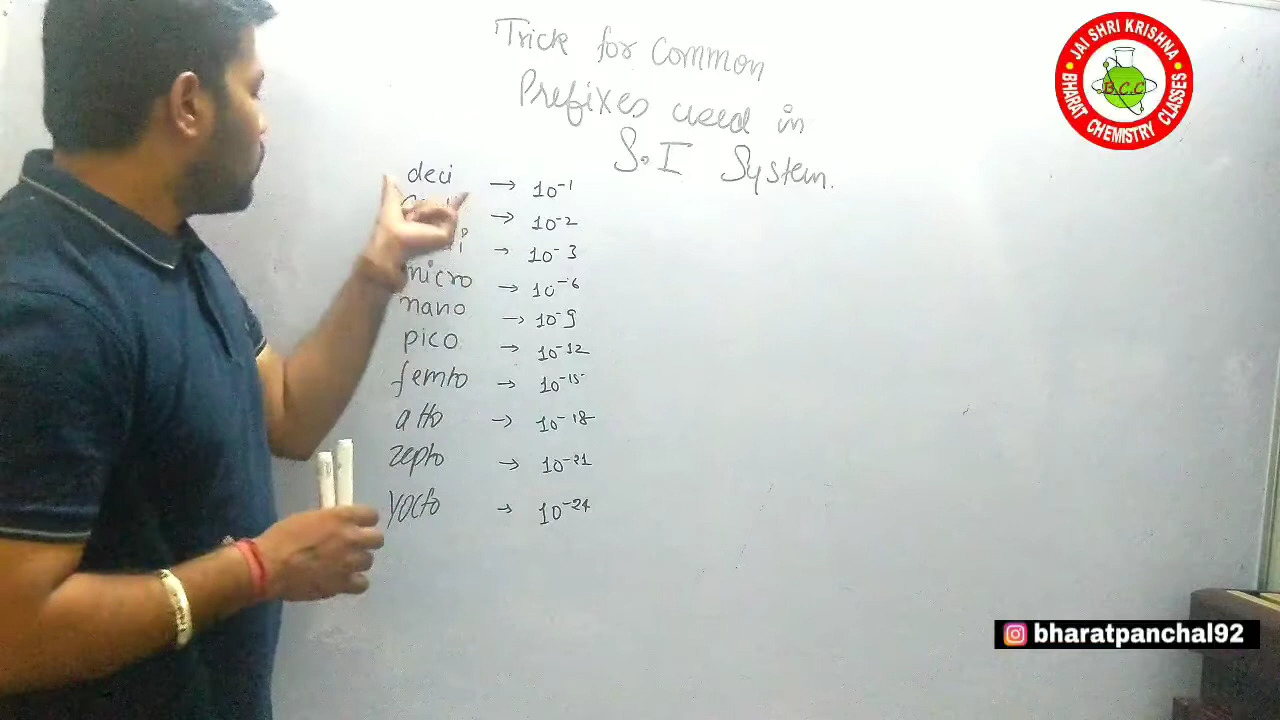 Trick for Common
Prefixes used in
S.I System.
deci → 10-1
→ 10-2
→ 10-3
micro → 10-6
nano → 10-9
pico → 10-12
femto → 10-15
atto → 10-18
zepto → 10-21
yocto → 10-24
JAI SHRI KRISHNA
B.C.C
BHARAT CHEMISTRY CLASSES
bharatpanchal92